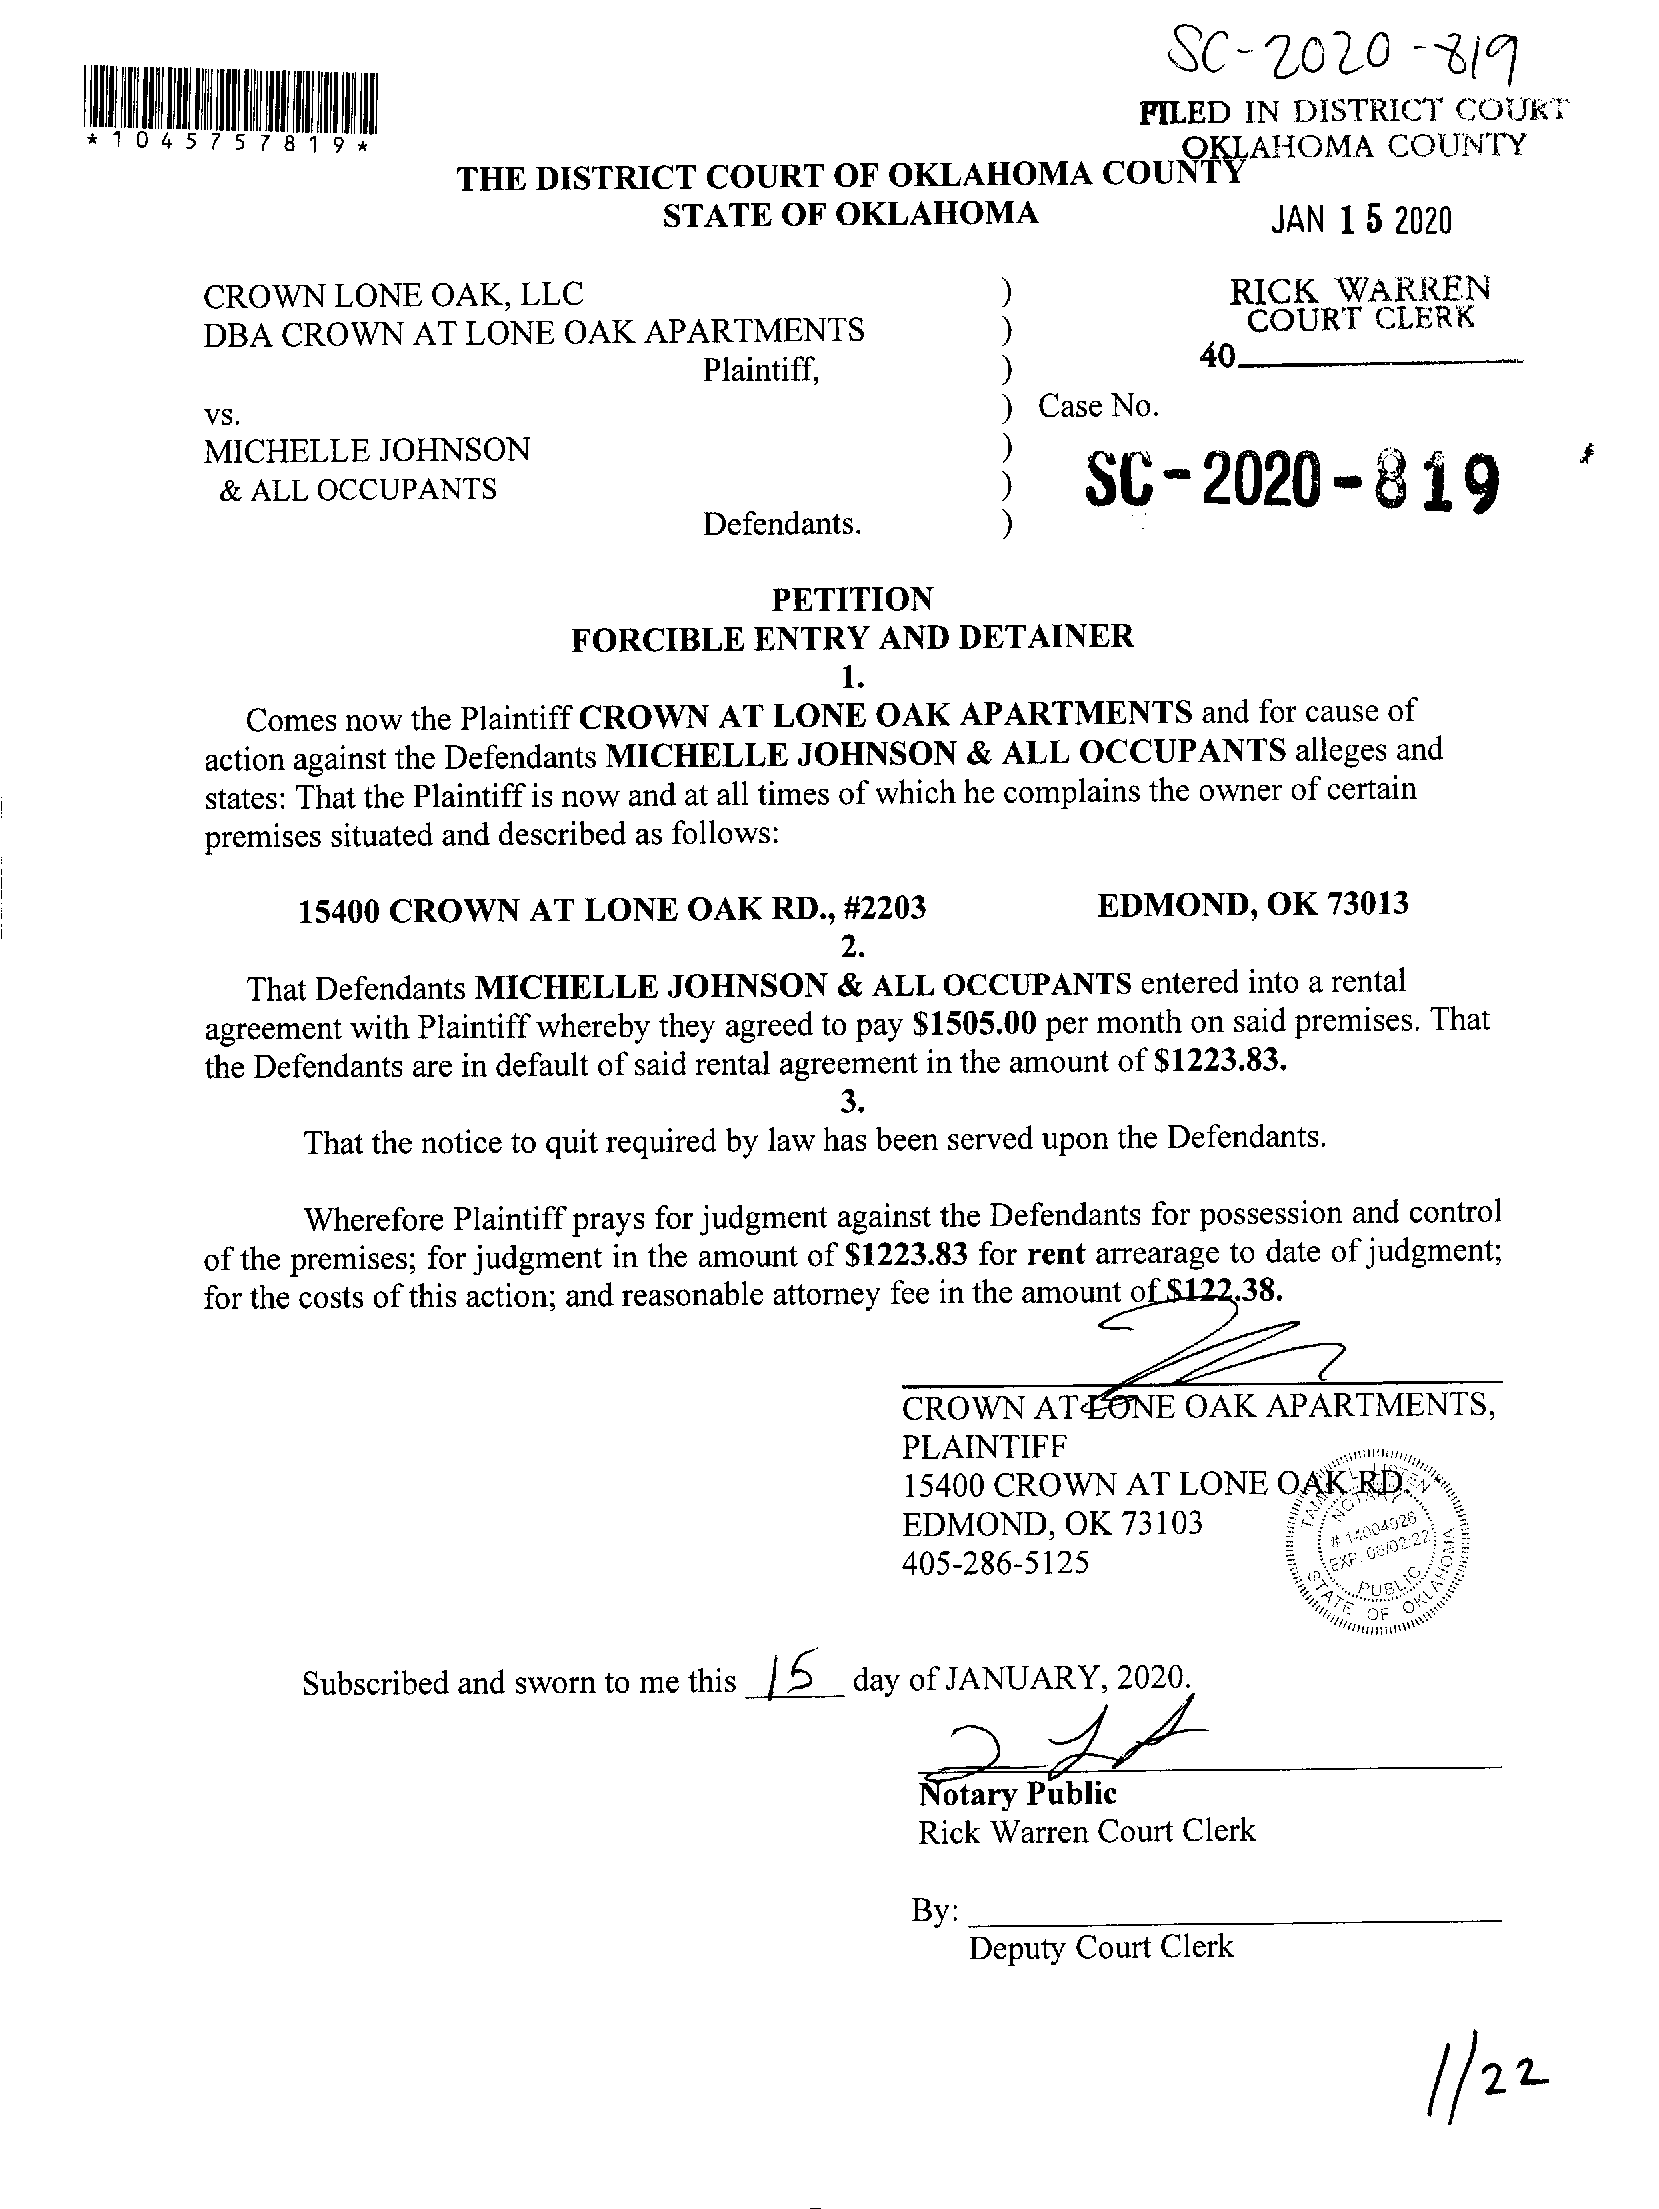 SC-2020-819
*1045757819*
FILED IN DISTRICT COURT
OKLAHOMA COUNTY
THE DISTRICT COURT OF OKLAHOMA COUNTY
STATE OF OKLAHOMA
JAN 15 2020
CROWN LONE OAK, LLC )
DBA CROWN AT LONE OAK APARTMENTS )
Plaintiff, )
RICK WARREN
COURT CLERK
40
vs. ) Case No.
MICHELLE JOHNSON )
& ALL OCCUPANTS )
SC-2020-819
Defendants. )
PETITION
FORCIBLE ENTRY AND DETAINER
1.
Comes now the Plaintiff CROWN AT LONE OAK APARTMENTS and for cause of
action against the Defendants MICHELLE JOHNSON & ALL OCCUPANTS alleges and
states: That the Plaintiff is now and at all times of which he complains the owner of certain
premises situated and described as follows:
15400 CROWN AT LONE OAK RD., #2203 EDMOND, OK 73013
2.
That Defendants MICHELLE JOHNSON & ALL OCCUPANTS entered into a rental
agreement with Plaintiff whereby they agreed to pay $1505.00 per month on said premises. That
the Defendants are in default of said rental agreement in the amount of $1223.83.
3.
That the notice to quit required by law has been served upon the Defendants.
Wherefore Plaintiff prays for judgment against the Defendants for possession and control
of the premises; for judgment in the amount of $1223.83 for rent arrearage to date of judgment;
for the costs of this action; and reasonable attorney fee in the amount of $122.38.
CROWN AT LONE OAK APARTMENTS,
PLAINTIFF
15400 CROWN AT LONE OAK RD.
EDMOND, OK 73103
405-286-5125
NOTARY
# 14004926
EXP. 06/02/22
PUBLIC
STATE OF OKLAHOMA
Subscribed and sworn to me this 15 day of JANUARY, 2020.
Notary Public
Rick Warren Court Clerk
By:
Deputy Court Clerk
1/22